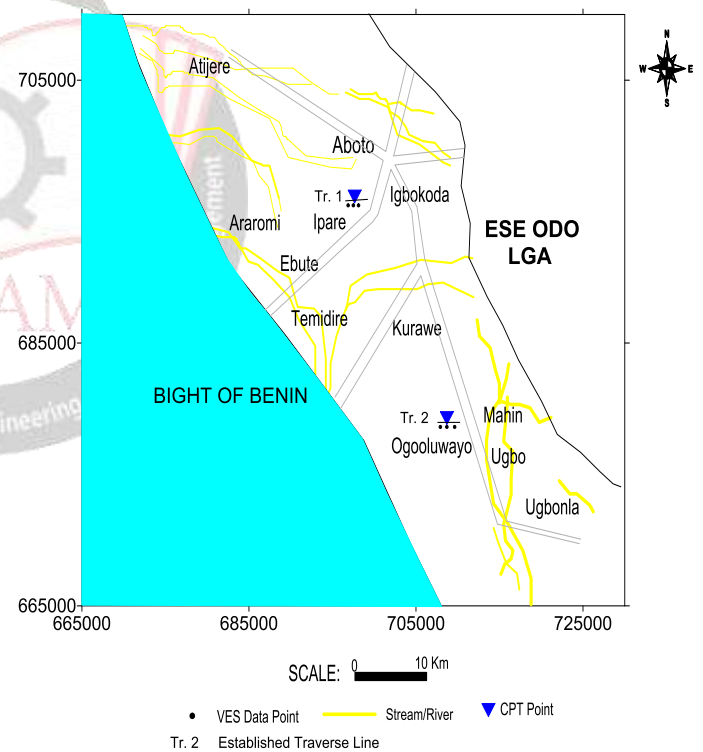 N
W E
S
705000
Atijere
Aboto
Tr. 1
Igbokoda
Araromi
Ipare
ESE ODO
LGA
Ebute
Temidire
Kurawe
685000
BIGHT OF BENIN
Tr. 2
Mahin
Ogooluwayo
Ugbo
Ugbonla
665000
665000 685000 705000 725000
SCALE: 0 10 Km
VES Data Point Stream/River CPT Point
Tr. 2 Established Traverse Line